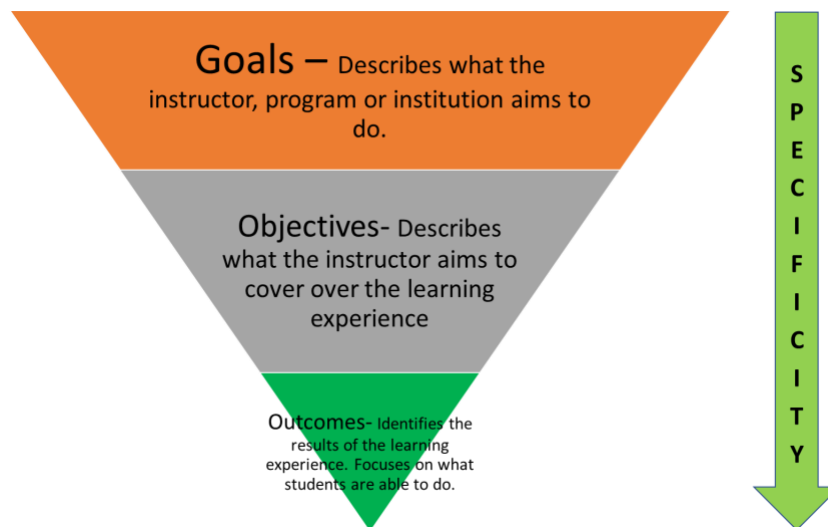 Goals – Describes what the
instructor, program or institution aims to
do.
Objectives- Describes
what the instructor aims to
cover over the learning
experience
Outcomes- Identifies the
results of the learning
experience. Focuses on what
students are able to do.
S
P
E
C
I
F
I
C
I
T
Y